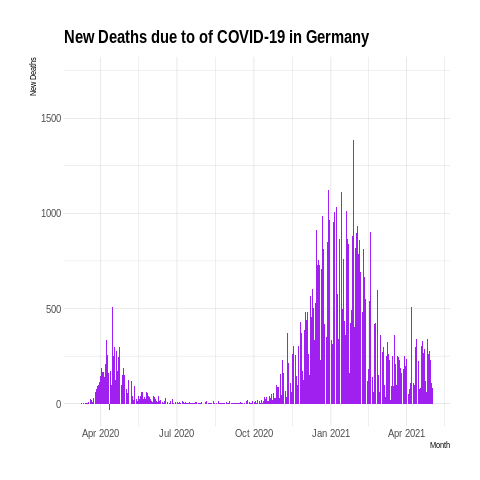 New Deaths due to of COVID-19 in Germany
New Deaths
1500
1000
500
0
Apr 2020 Jul 2020 Oct 2020 Jan 2021 Apr 2021
Month